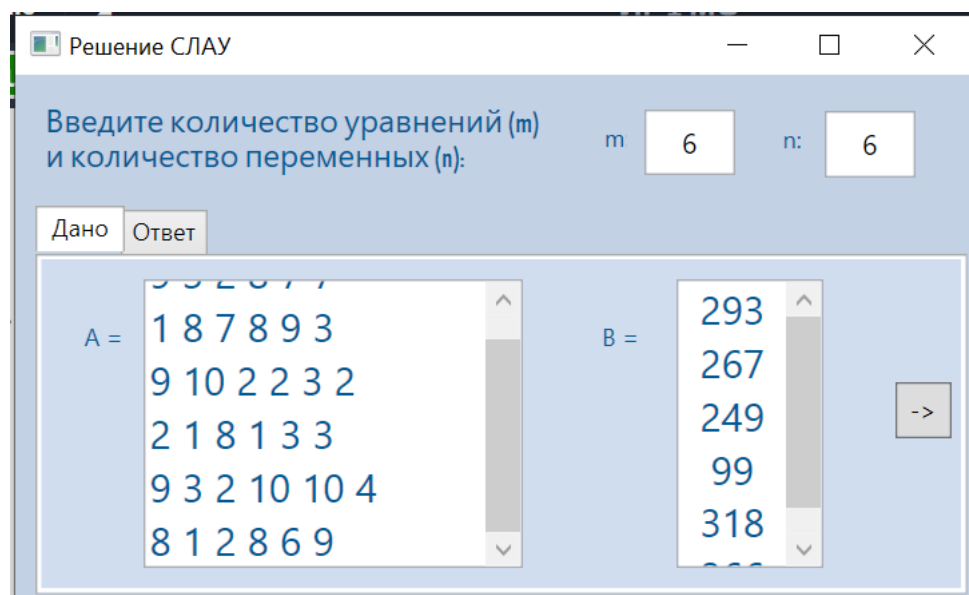 Решение СЛАУ
Введите количество уравнений (m)
и количество переменных (n):
m 6 n: 6
Дано Ответ
A =
1 8 7 8 9 3
9 10 2 2 3 2
2 1 8 1 3 3
9 3 2 10 10 4
8 1 2 8 6 9
B =
293
267
249
99
318
->